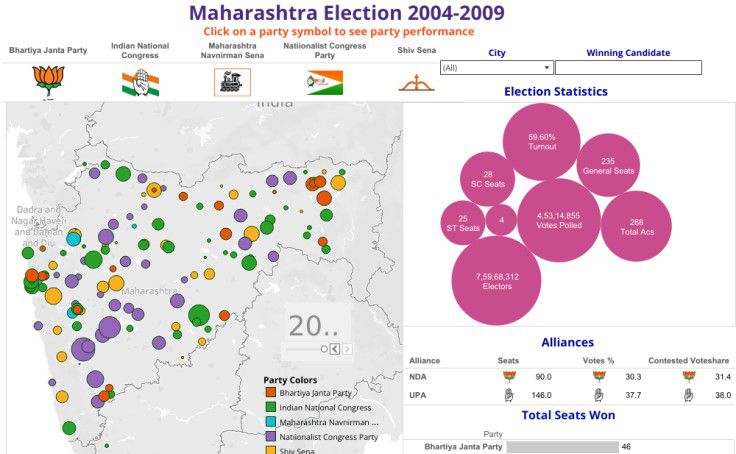 Maharashtra Election 2004-2009
Click on a party symbol to see party performance
Bhartiya Janta Party
Indian National
Congress
Maharashtra
Navnirman Sena
Natiionalist Congress
Party
Shiv Sena
City
Winning Candidate
(All)
India
Dadra and
Nagar Haveli
and Daman
and Diu
Maharashtra
20..
Party Colors
Bhartiya Janta Party
Indian National Congress
Maharashtra Navnirman ...
Natiionalist Congress Party
Shiv Sena
Election Statistics
59.60%
Turnout
28
SC Seats
235
General Seats
25
ST Seats
4
4,53,14,855
Votes Polled
288
Total Acs
7,59,68,312
Electors
Alliances
Alliance Seats Votes % Contested Voteshare
NDA 90.0 30.3 31.4
UPA 146.0 37.7 38.0
Total Seats Won
Party
Bhartiya Janta Party 46